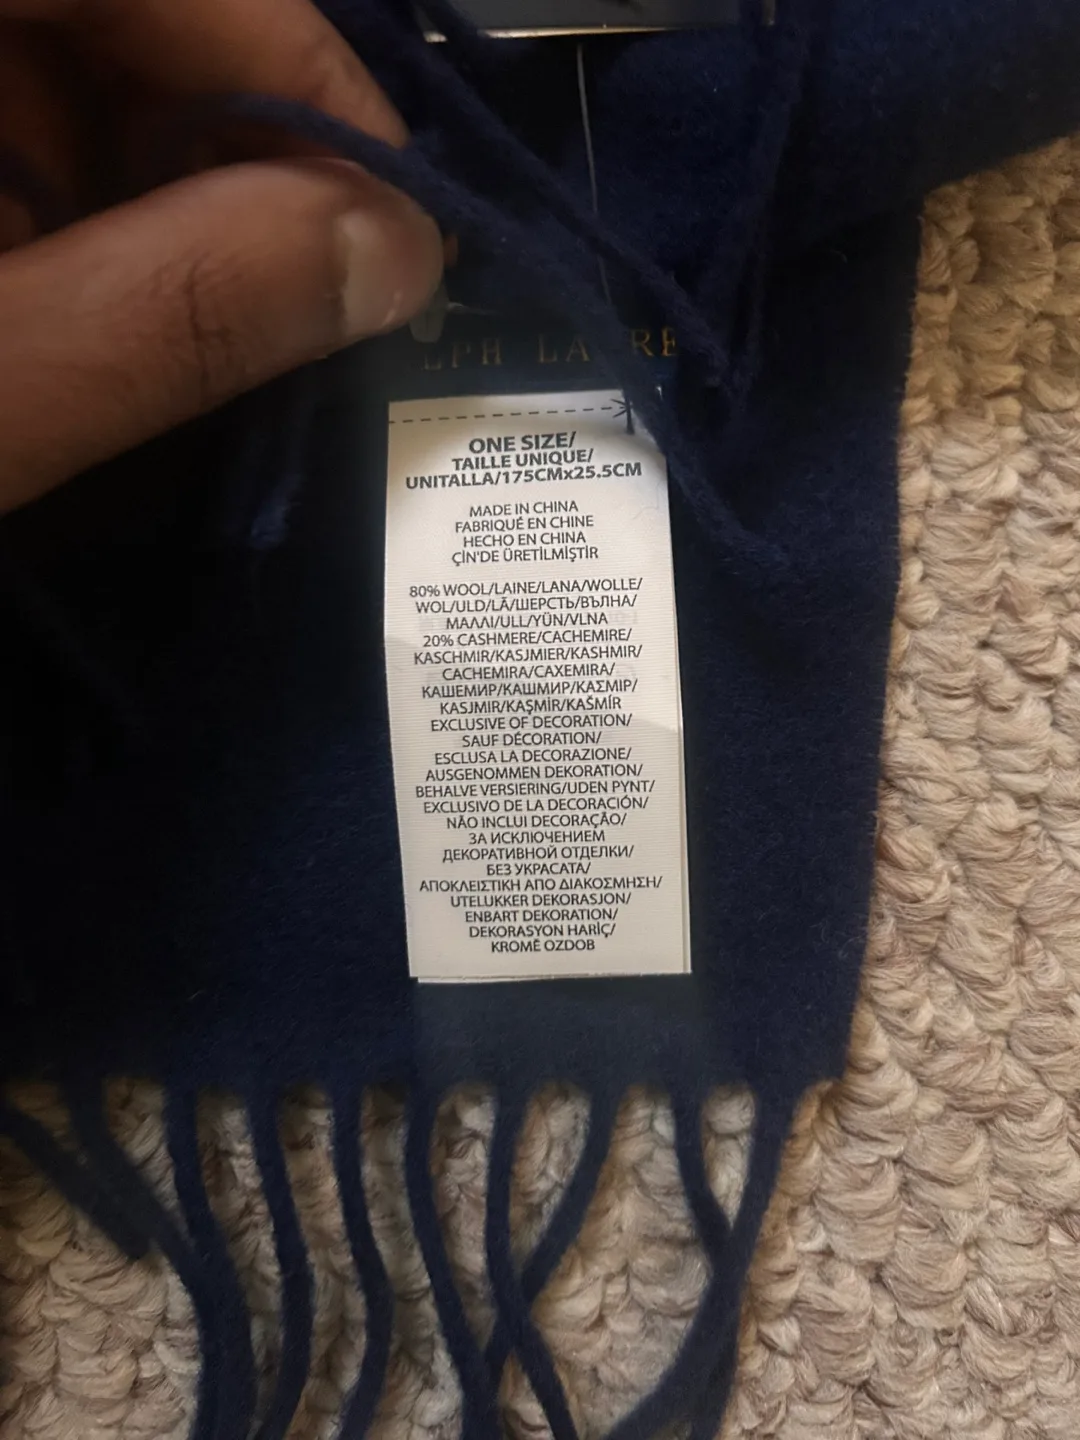 LPH LA RE
ONE SIZE/
TAILLE UNIQUE/
UNITALLA/175CMx25.5CM
MADE IN CHINA
FABRIQUÉ EN CHINE
HECHO EN CHINA
ÇİN'DE ÜRETİLMİŞTİR
80% WOOL/LAINE/LANA/WOLLE/
WOL/ULD/LÃ/ШЕРСТЬ/ВЪЛНА/
ΜΑΛΛΙ/ULL/YÜN/VLNA
20% CASHMERE/CACHEMIRE/
KASCHMIR/KASJMIER/KASHMIR/
CACHEMIRA/CAXEMIRA/
КАШЕМИР/КАШМИР/ΚΑΣΜΙΡ/
KASJMIR/KAŞMİR/KAŠMÍR
EXCLUSIVE OF DECORATION/
SAUF DÉCORATION/
ESCLUSA LA DECORAZIONE/
AUSGENOMMEN DEKORATION/
BEHALVE VERSIERING/UDEN PYNT/
EXCLUSIVO DE LA DECORACIÓN/
NÃO INCLUI DECORAÇÃO/
ЗА ИСКЛЮЧЕНИЕМ
ДЕКОРАТИВНОЙ ОТДЕЛКИ/
БЕЗ УКРАСАТА/
ΑΠΟΚΛΕΙΣΤΙΚΗ ΑΠΟ ΔΙΑΚΟΣΜΗΣΗ/
UTELUKKER DEKORASJON/
ENBART DEKORATION/
DEKORASYON HARİÇ/
KROMĚ OZDOB